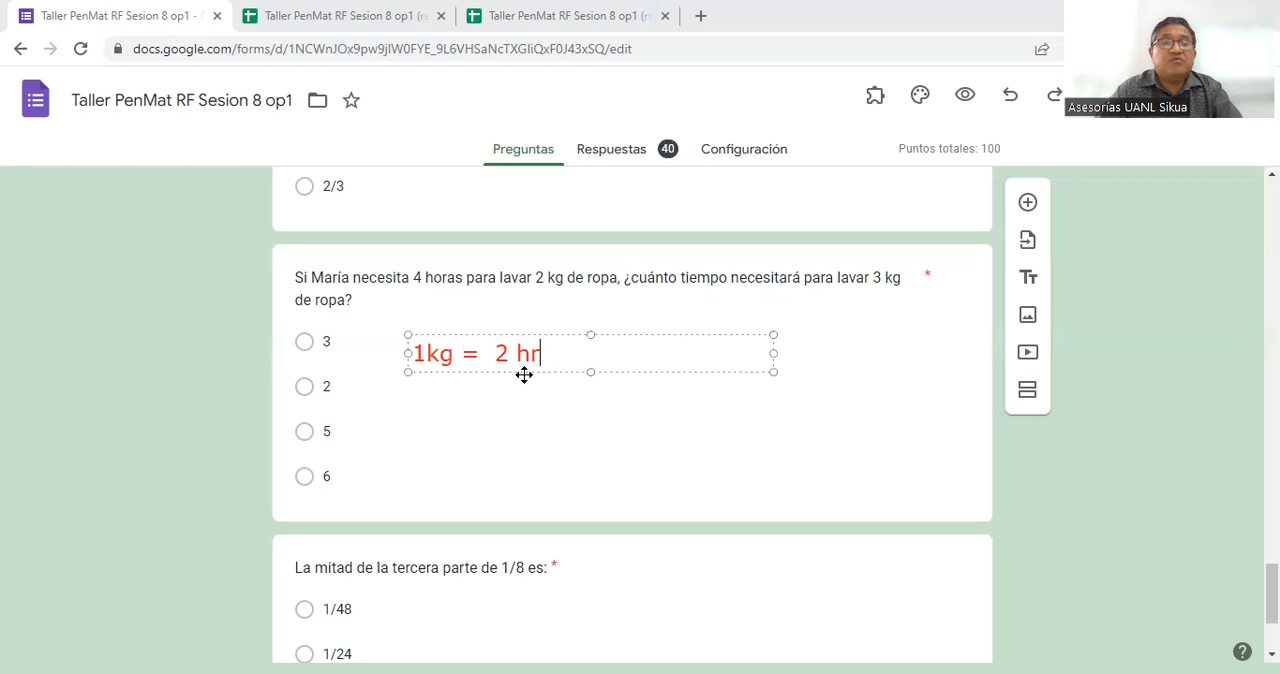 Taller PenMat RF Sesion 8 op1 -
Taller PenMat RF Sesion 8 op1 (r
Taller PenMat RF Sesion 8 op1 (r
docs.google.com/forms/d/1NCWnJOx9pw9jIW0FYE_9L6VHSaNcTXGIiQxF0J43xSQ/edit
Taller PenMat RF Sesion 8 op1
Asesorías UANL Sikua
Preguntas
Respuestas 40
Configuración
Puntos totales: 100
2/3
Si María necesita 4 horas para lavar 2 kg de ropa, ¿cuánto tiempo necesitará para lavar 3 kg *
de ropa?
3
1kg = 2 hr
2
5
6
La mitad de la tercera parte de 1/8 es: *
1/48
1/24